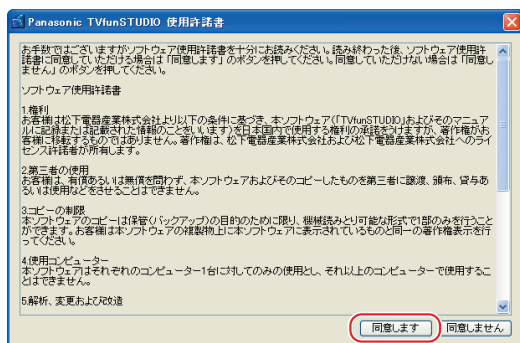 Panasonic TVfunSTUDIO 使用許諾書
お手数ではございますがソフトウェア使用許諾書を十分にお読みください。読み終わった後、ソフトウェア使用許
諾書に同意していただける場合は「同意します」のボタンを押してください。同意していただけない場合は「同意し
ません」のボタンを押してください。
ソフトウェア使用許諾書
1.権利
お客様は松下電器産業株式会社より以下の条件に基づき、本ソフトウェア(「TVfunSTUDIO」およびそのマニュア
ルに記録または記載された情報のことをいいます)を日本国内で使用する権利の承諾をうけますが、著作権がお
客様に移転するものではありません。著作権は、松下電器産業株式会社および松下電器産業株式会社へのライ
センス許諾者が所有します。
2.第三者の使用
お客様は、有償あるいは無償を問わず、本ソフトウェアおよびそのコピーしたものを第三者に譲渡、頒布、貸与あ
るいは使用などをさせることはできません。
3.コピーの制限
本ソフトウェアのコピーは保管(バックアップ)の目的のためだけに限り、機械読みとり可能な形式で1部のみを行うこと
ができます。お客様は本ソフトウェアの複製物上に本ソフトウェアに表示されているものと同一の著作権表示を行
ってください。
4.使用コンピューター
本ソフトウェアはそれぞれのコンピューター1台に対してのみの使用とし、それ以上のコンピューターで使用するこ
とはできません。
5.解析、変更および改造
同意します
同意しません